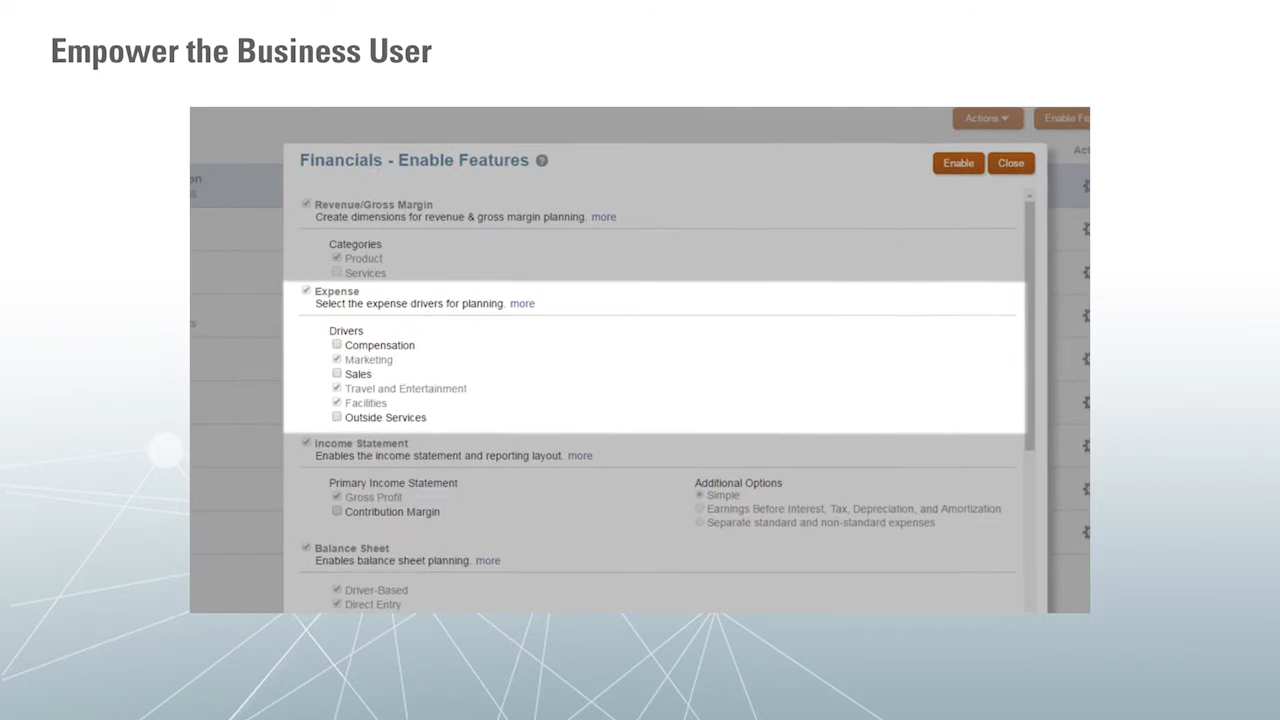 Empower the Business User
Actions
Enable Fe
Financials - Enable Features ?
Enable Close
Revenue/Gross Margin
Create dimensions for revenue & gross margin planning. more
Categories
Product
Services
Expense
Select the expense drivers for planning. more
Drivers
Compensation
Marketing
Sales
Travel and Entertainment
Facilities
Outside Services
Income Statement
Enables the income statement and reporting layout. more
Primary Income Statement
Gross Profit
Contribution Margin
Additional Options
Simple
Earnings Before Interest, Tax, Depreciation, and Amortization
Separate standard and non-standard expenses
Balance Sheet
Enables balance sheet planning. more
Driver-Based
Direct Entry